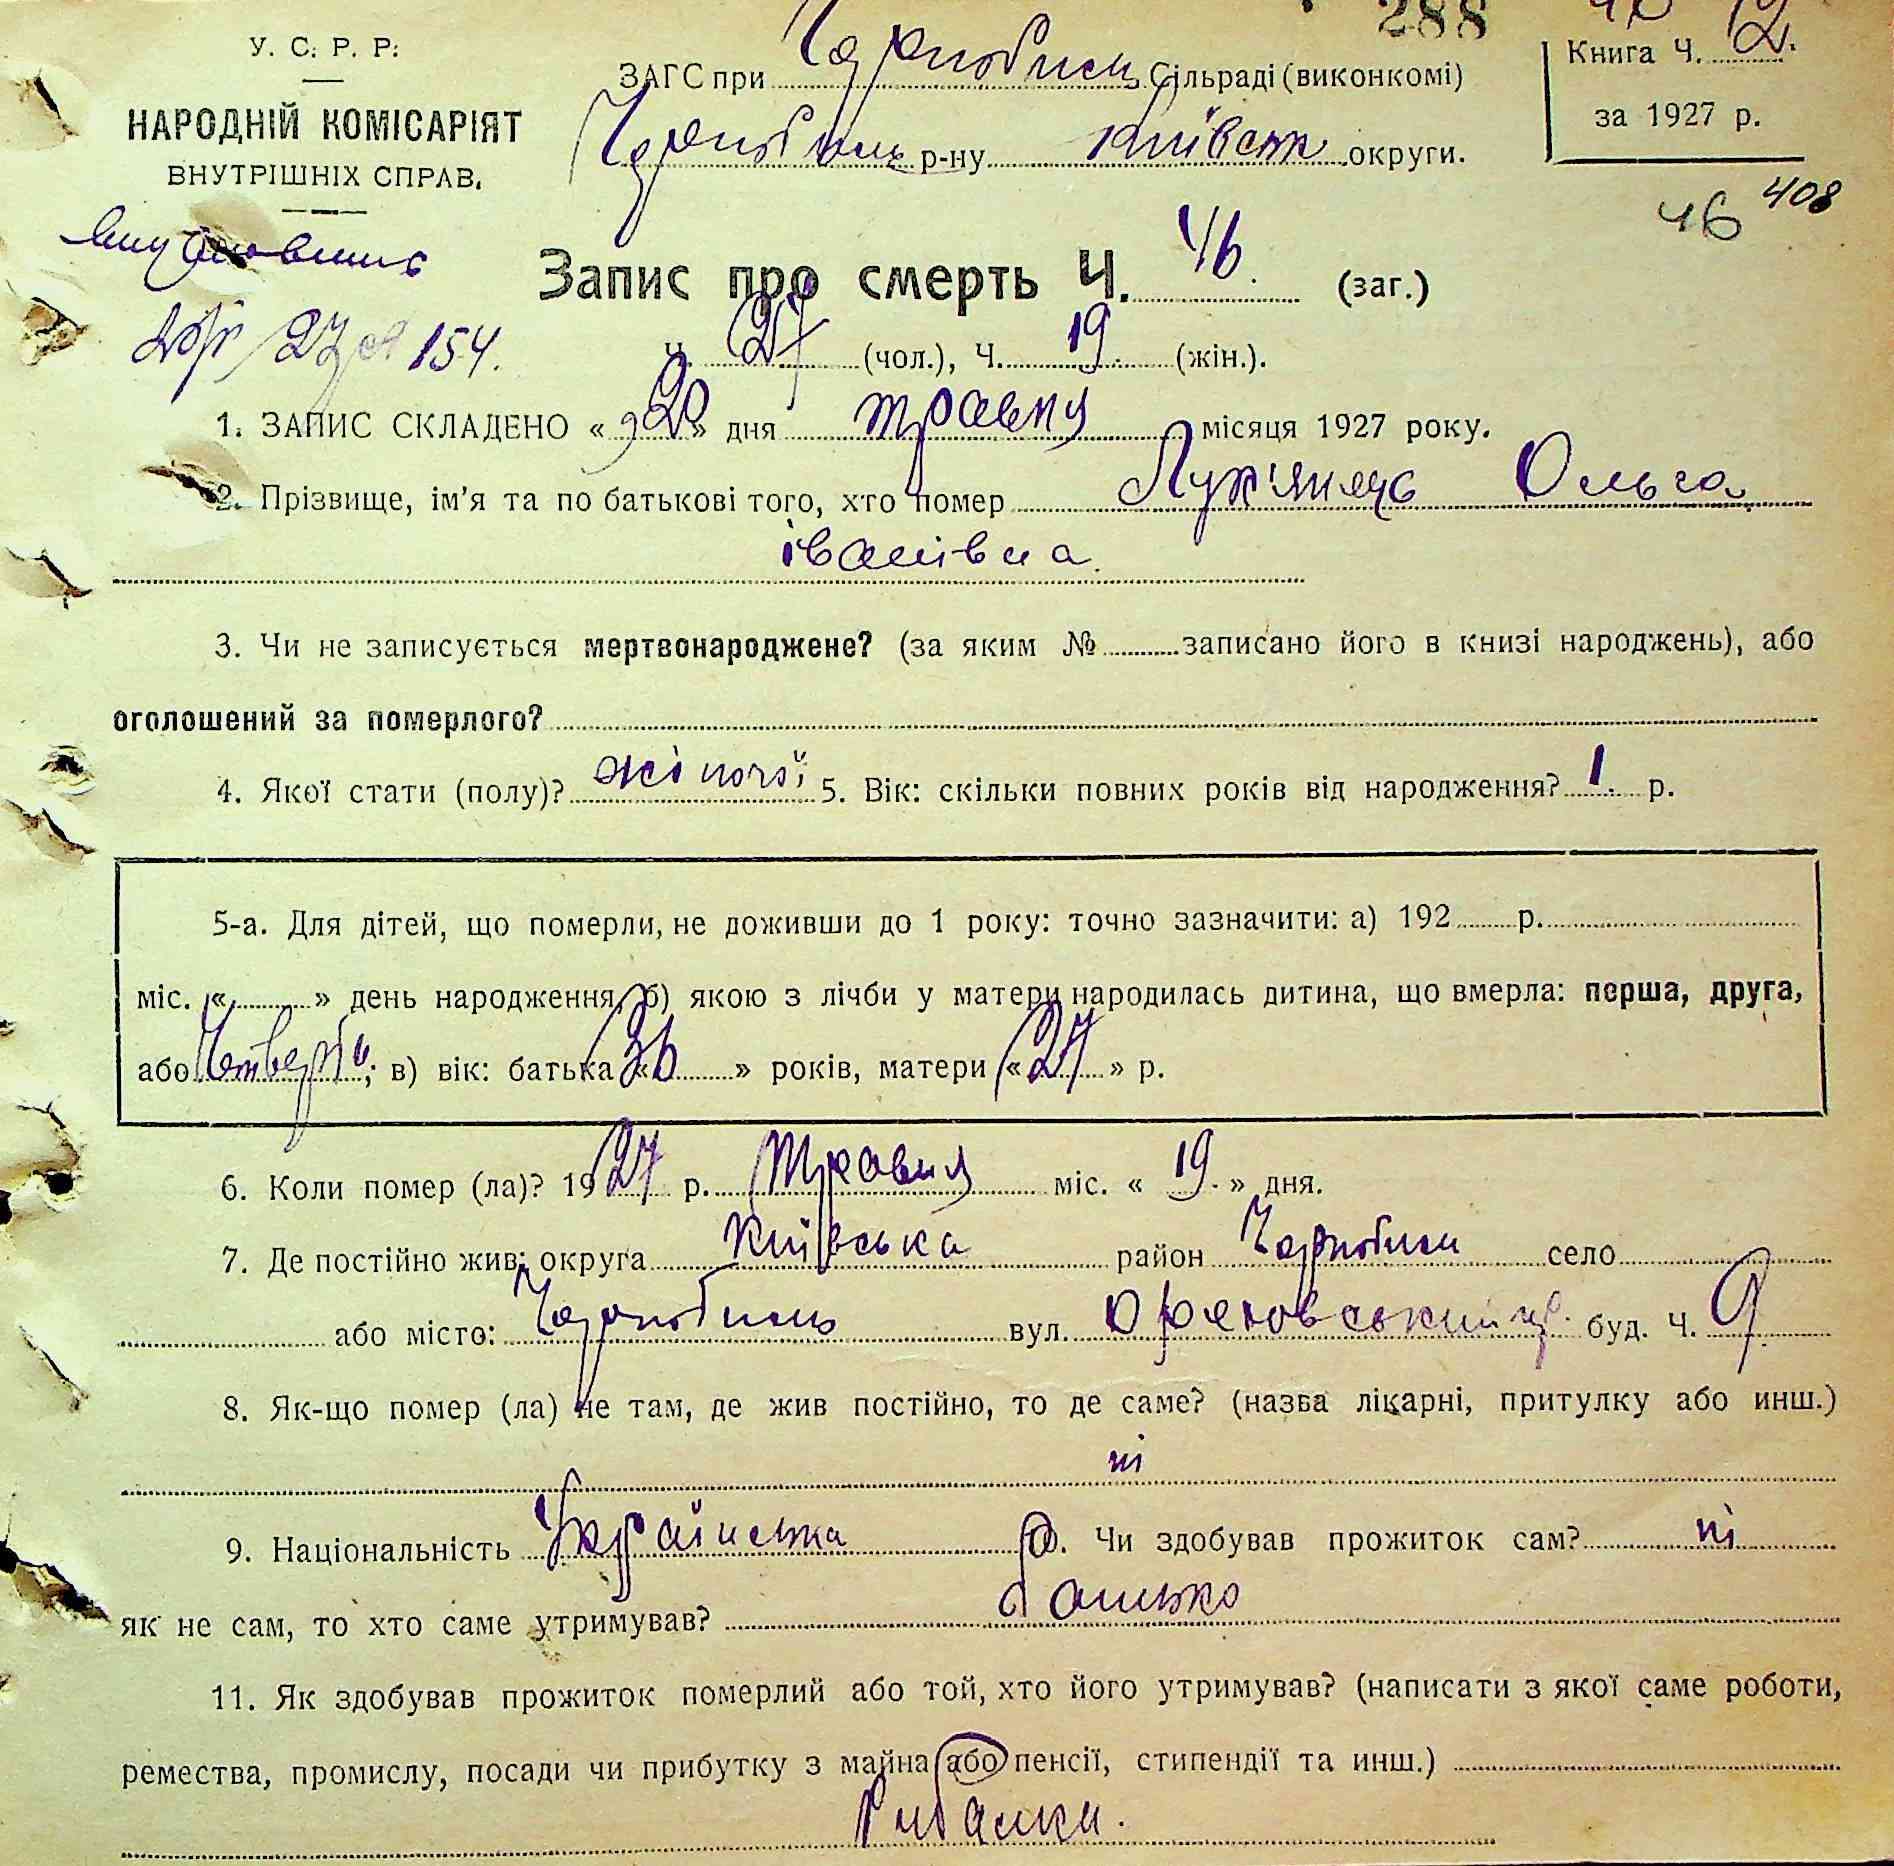 288
У. С. Р. Р.
НАРОДНІЙ КОМІСАРІЯТ
ВНУТРІШНІХ СПРАВ.
ЗАГС при Чорнобильськ Сільраді (виконкомі)
Чорнобильськ р-ну Київськ округи.
Книга Ч. 2.
за 1927 р.
46 408
Запис про смерть Ч. 46 (заг.)
154.
Ч. 27 (чол.), Ч. 19 (жін.).
1. ЗАПИС СКЛАДЕНО « 20 » дня травня місяця 1927 року.
2. Прізвище, ім'я та по батькові того, хто помер Ольга
Іванівна.
3. Чи не записується мертвонароджене? (за яким № записано його в книзі народжень), або
оголошений за померлого?
4. Якої стати (полу)? жіночої 5. Вік: скільки повних років від народження? 1 р.
5-а. Для дітей, що померли, не доживши до 1 року: точно зазначити: а) 192 р.
міс. « » день народження, б) якою з лічби у матери народилась дитина, що вмерла: перша, друга,
або ; в) вік: батька « 36 » років, матери « 27 » р.
6. Коли помер (ла)? 1927 р. Травня міс. « 19 » дня.
7. Де постійно жив: округа Київська район Чорнобильськ село
або місто: Чорнобиль вул. буд. Ч. 9
8. Як-що помер (ла) не там, де жив постійно, то де саме? (назва лікарні, притулку або инш.)
ні
9. Національність Українська 10. Чи здобував прожиток сам? ні
як не сам, то хто саме утримував? батько
11. Як здобував прожиток померлий або той, хто його утримував? (написати з якої саме роботи,
ремества, промислу, посади чи прибутку з майна або пенсії, стипендії та инш.)
Рибалки.